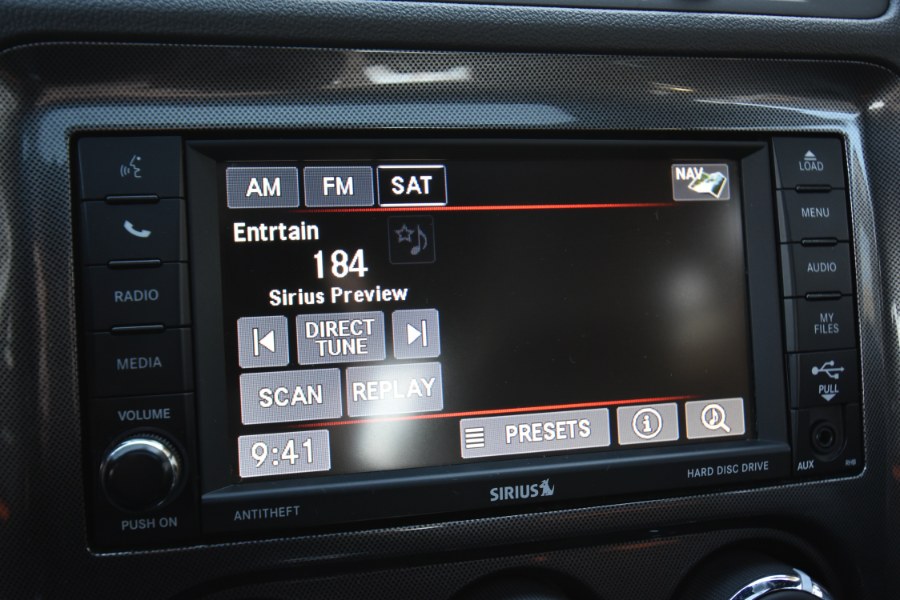 AM FM SAT NAV
Entrtain
184
Sirius Preview
DIRECT
TUNE
SCAN REPLAY
9:41 PRESETS
RADIO
MEDIA
VOLUME
PUSH ON
ANTITHEFT
SIRIUS
HARD DISC DRIVE
LOAD
MENU
AUDIO
MY
FILES
PULL
AUX